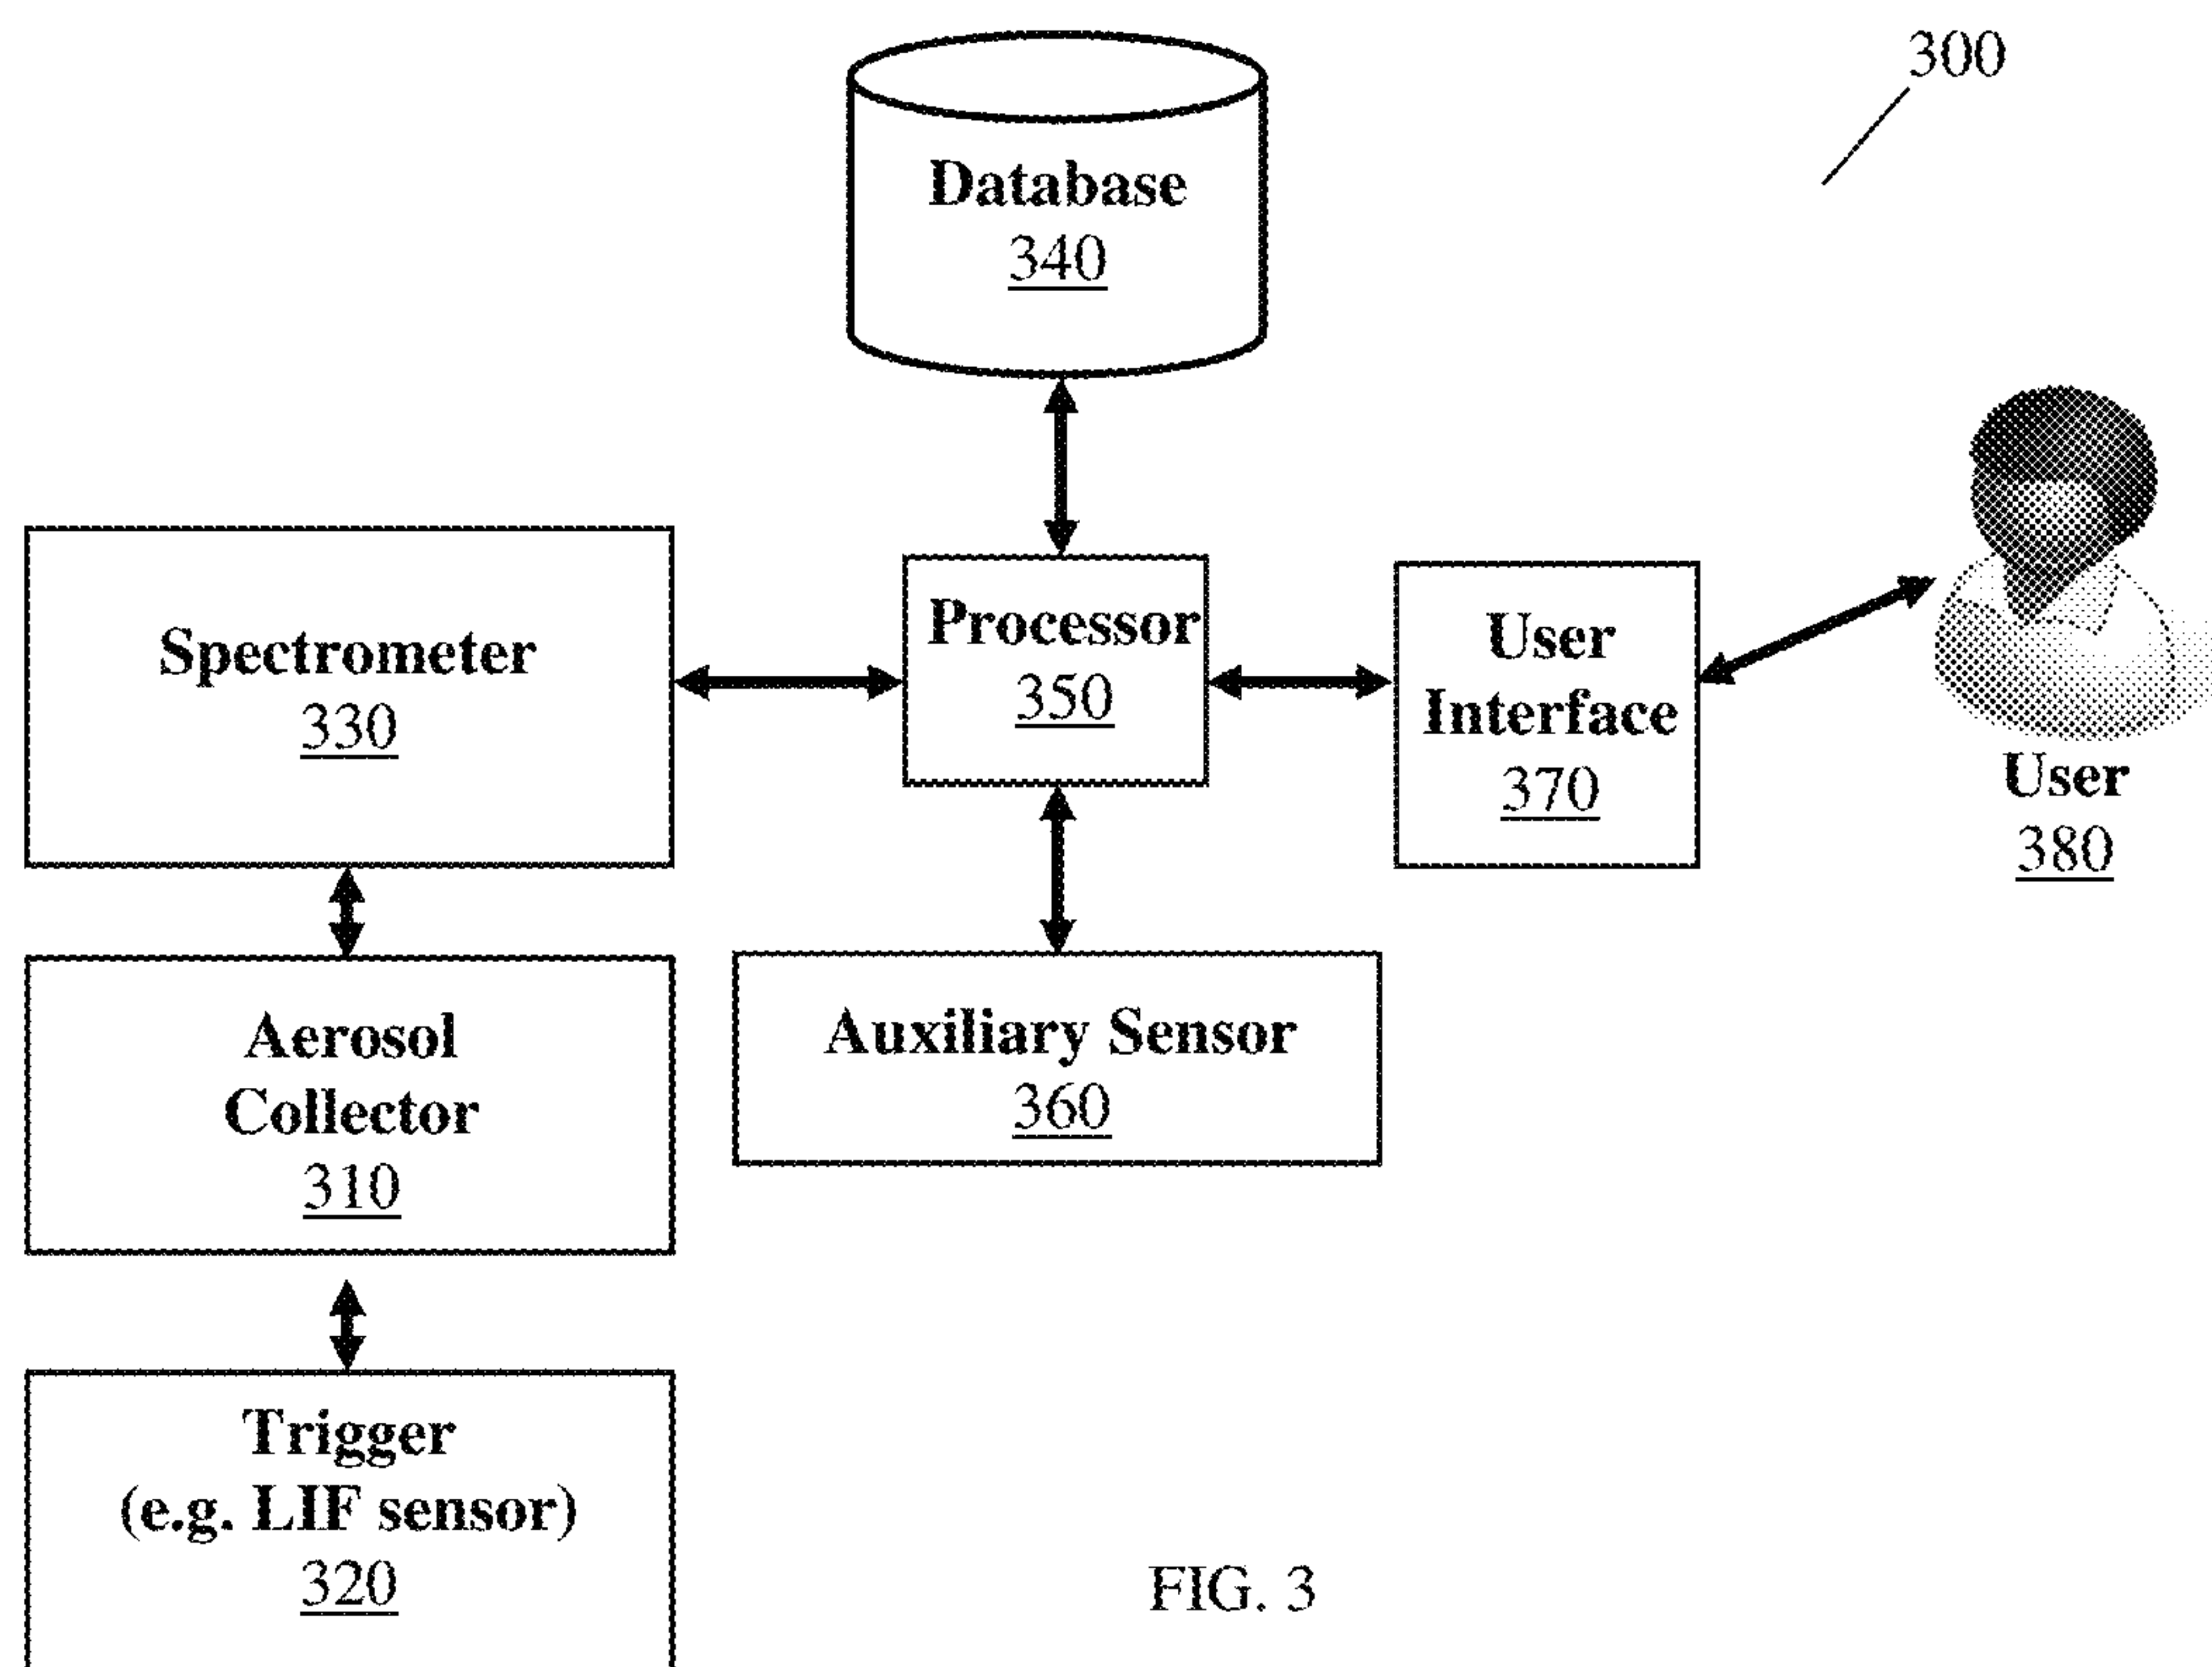 300
Database
340
Spectrometer
330
Processor
350
User
Interface
370
User
380
Aerosol
Collector
310
Auxiliary Sensor
360
Trigger
(e.g. LIF sensor)
320
FIG. 3